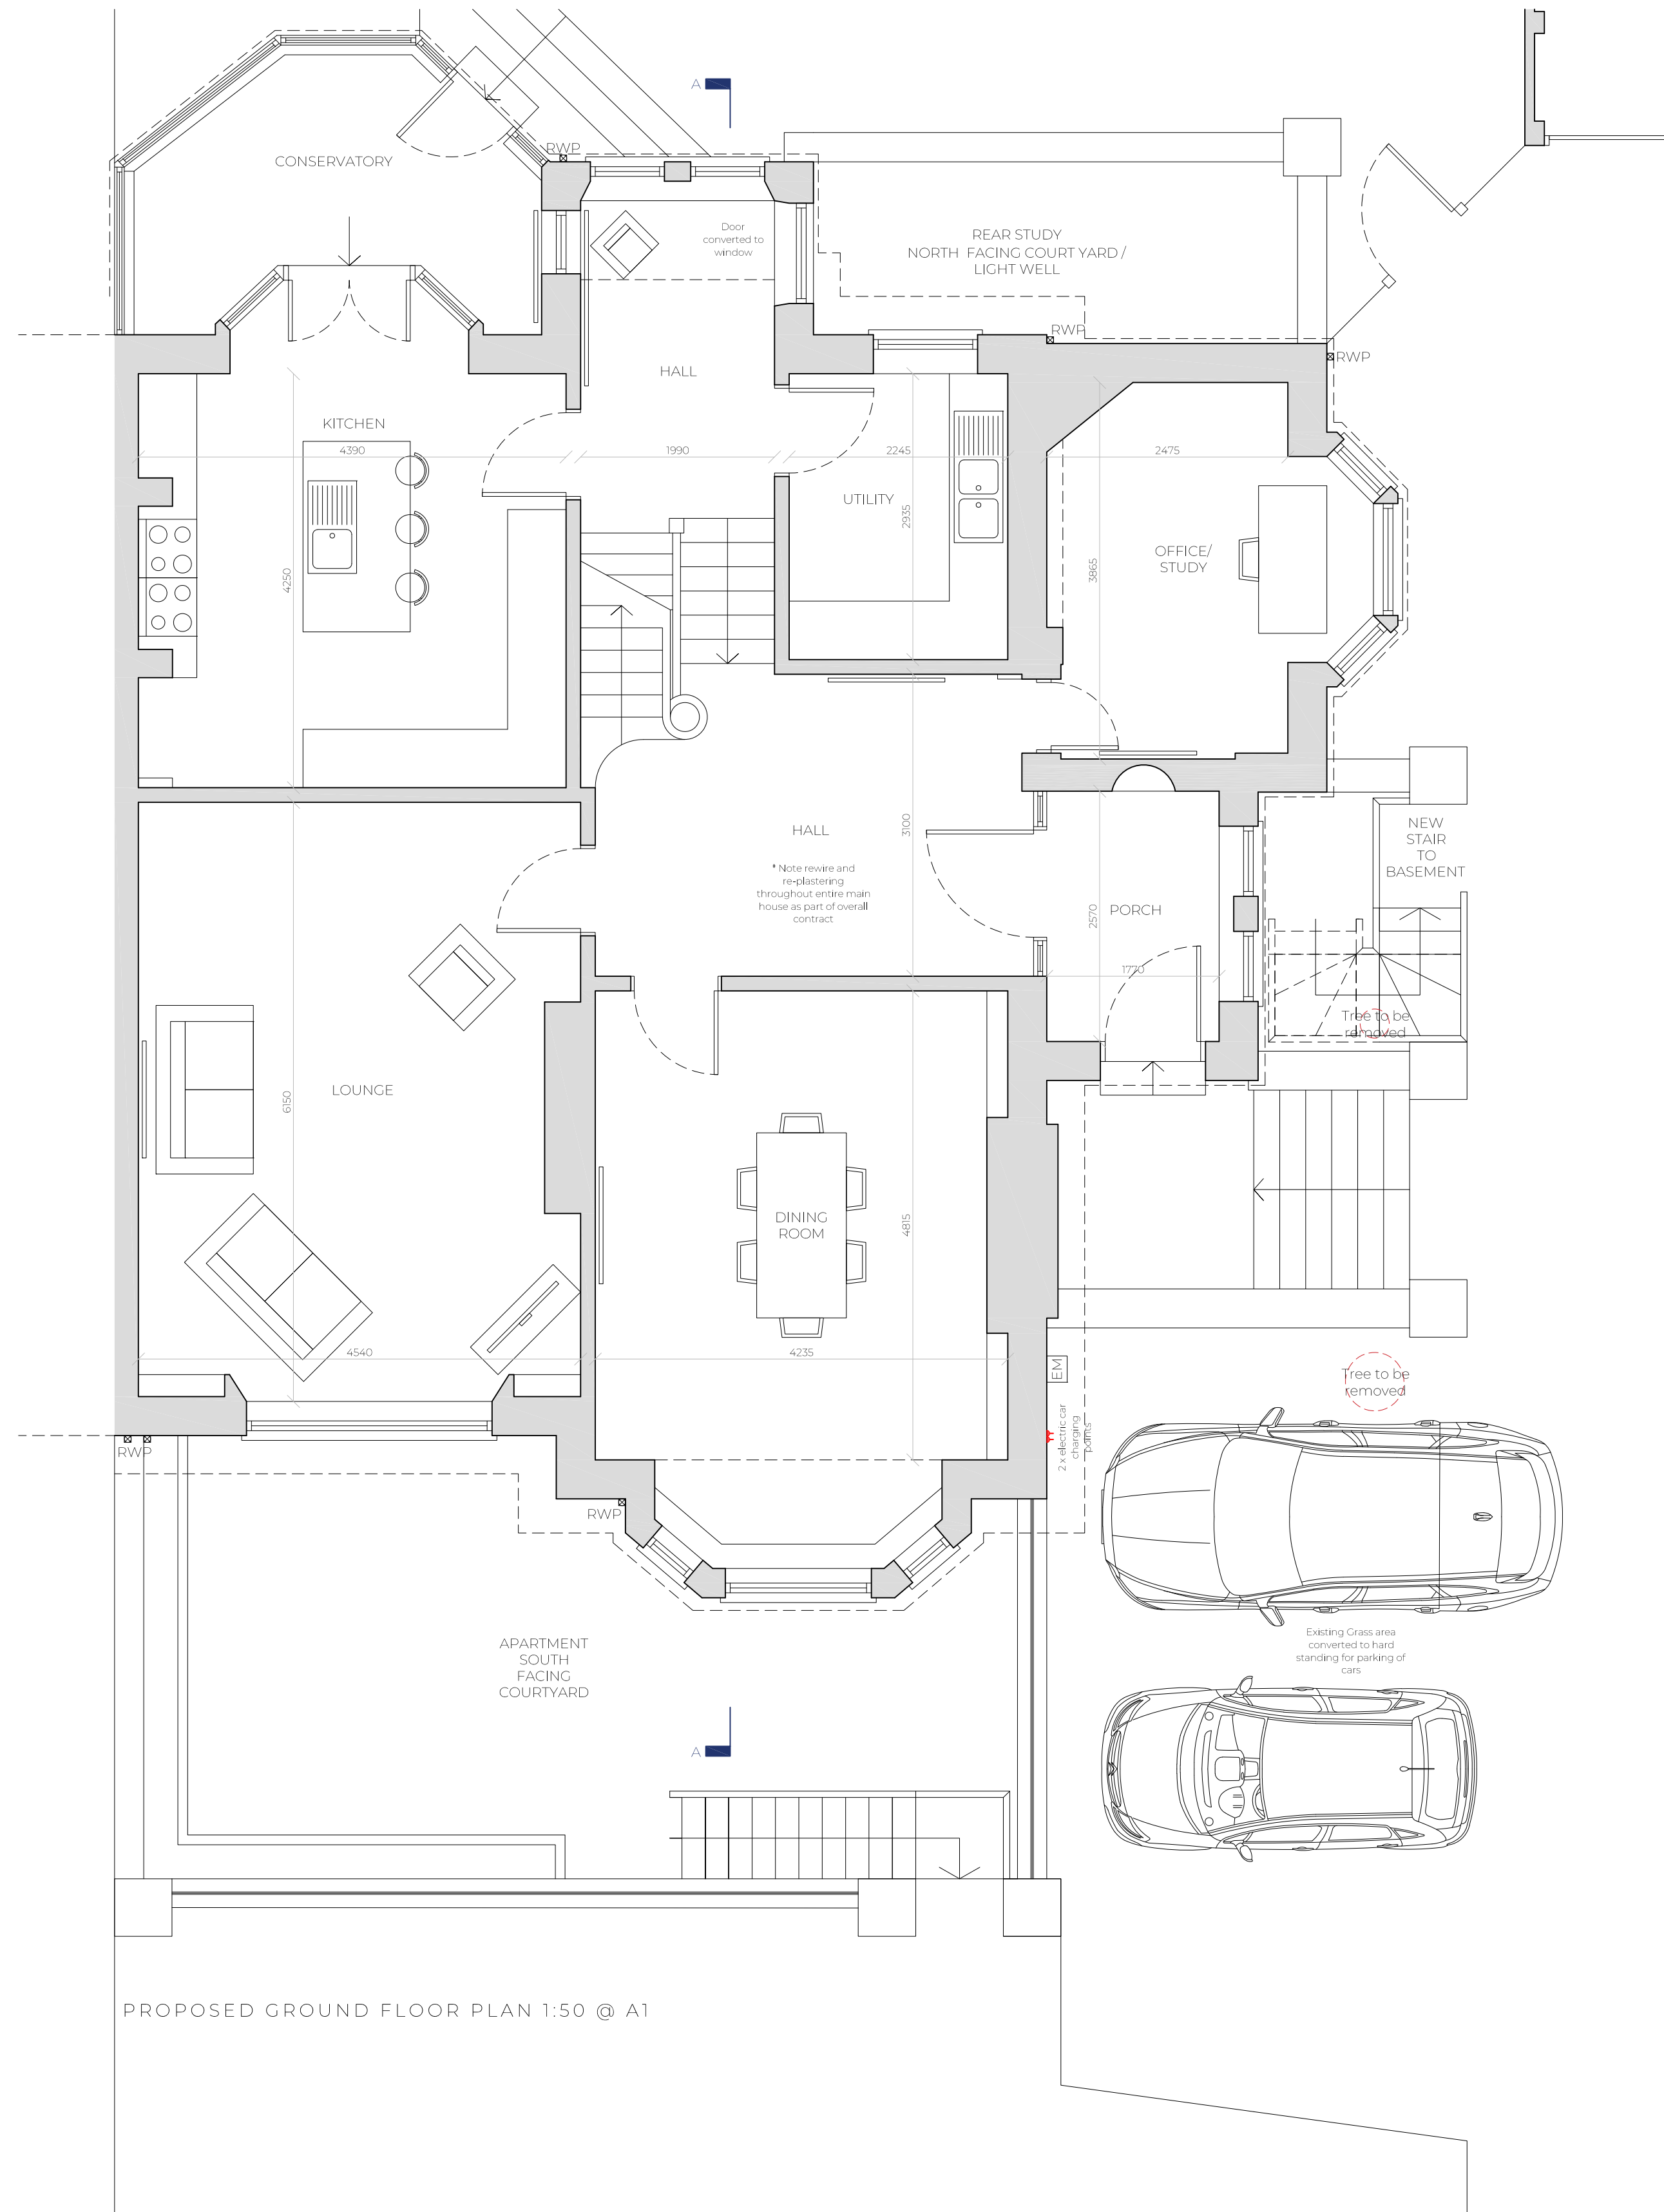 A
CONSERVATORY
RWP
Door
converted to
window
REAR STUDY
NORTH FACING COURT YARD /
LIGHT WELL
RWP
RWP
HALL
KITCHEN
4390
1990
2245
2475
UTILITY
2935
OFFICE/
STUDY
3865
4250
NEW
STAIR
TO
BASEMENT
HALL
3100
* Note rewire and
re-plastering
throughout entire main
house as part of overall
contract
PORCH
2570
1770
Tree to be
removed
LOUNGE
6150
DINING
ROOM
4815
4540
4235
EM
Tree to be
removed
2 x electric car
charging
points
RWP
RWP
Existing Grass area
converted to hard
standing for parking of
cars
APARTMENT
SOUTH
FACING
COURTYARD
A
PROPOSED GROUND FLOOR PLAN 1:50 @ A1